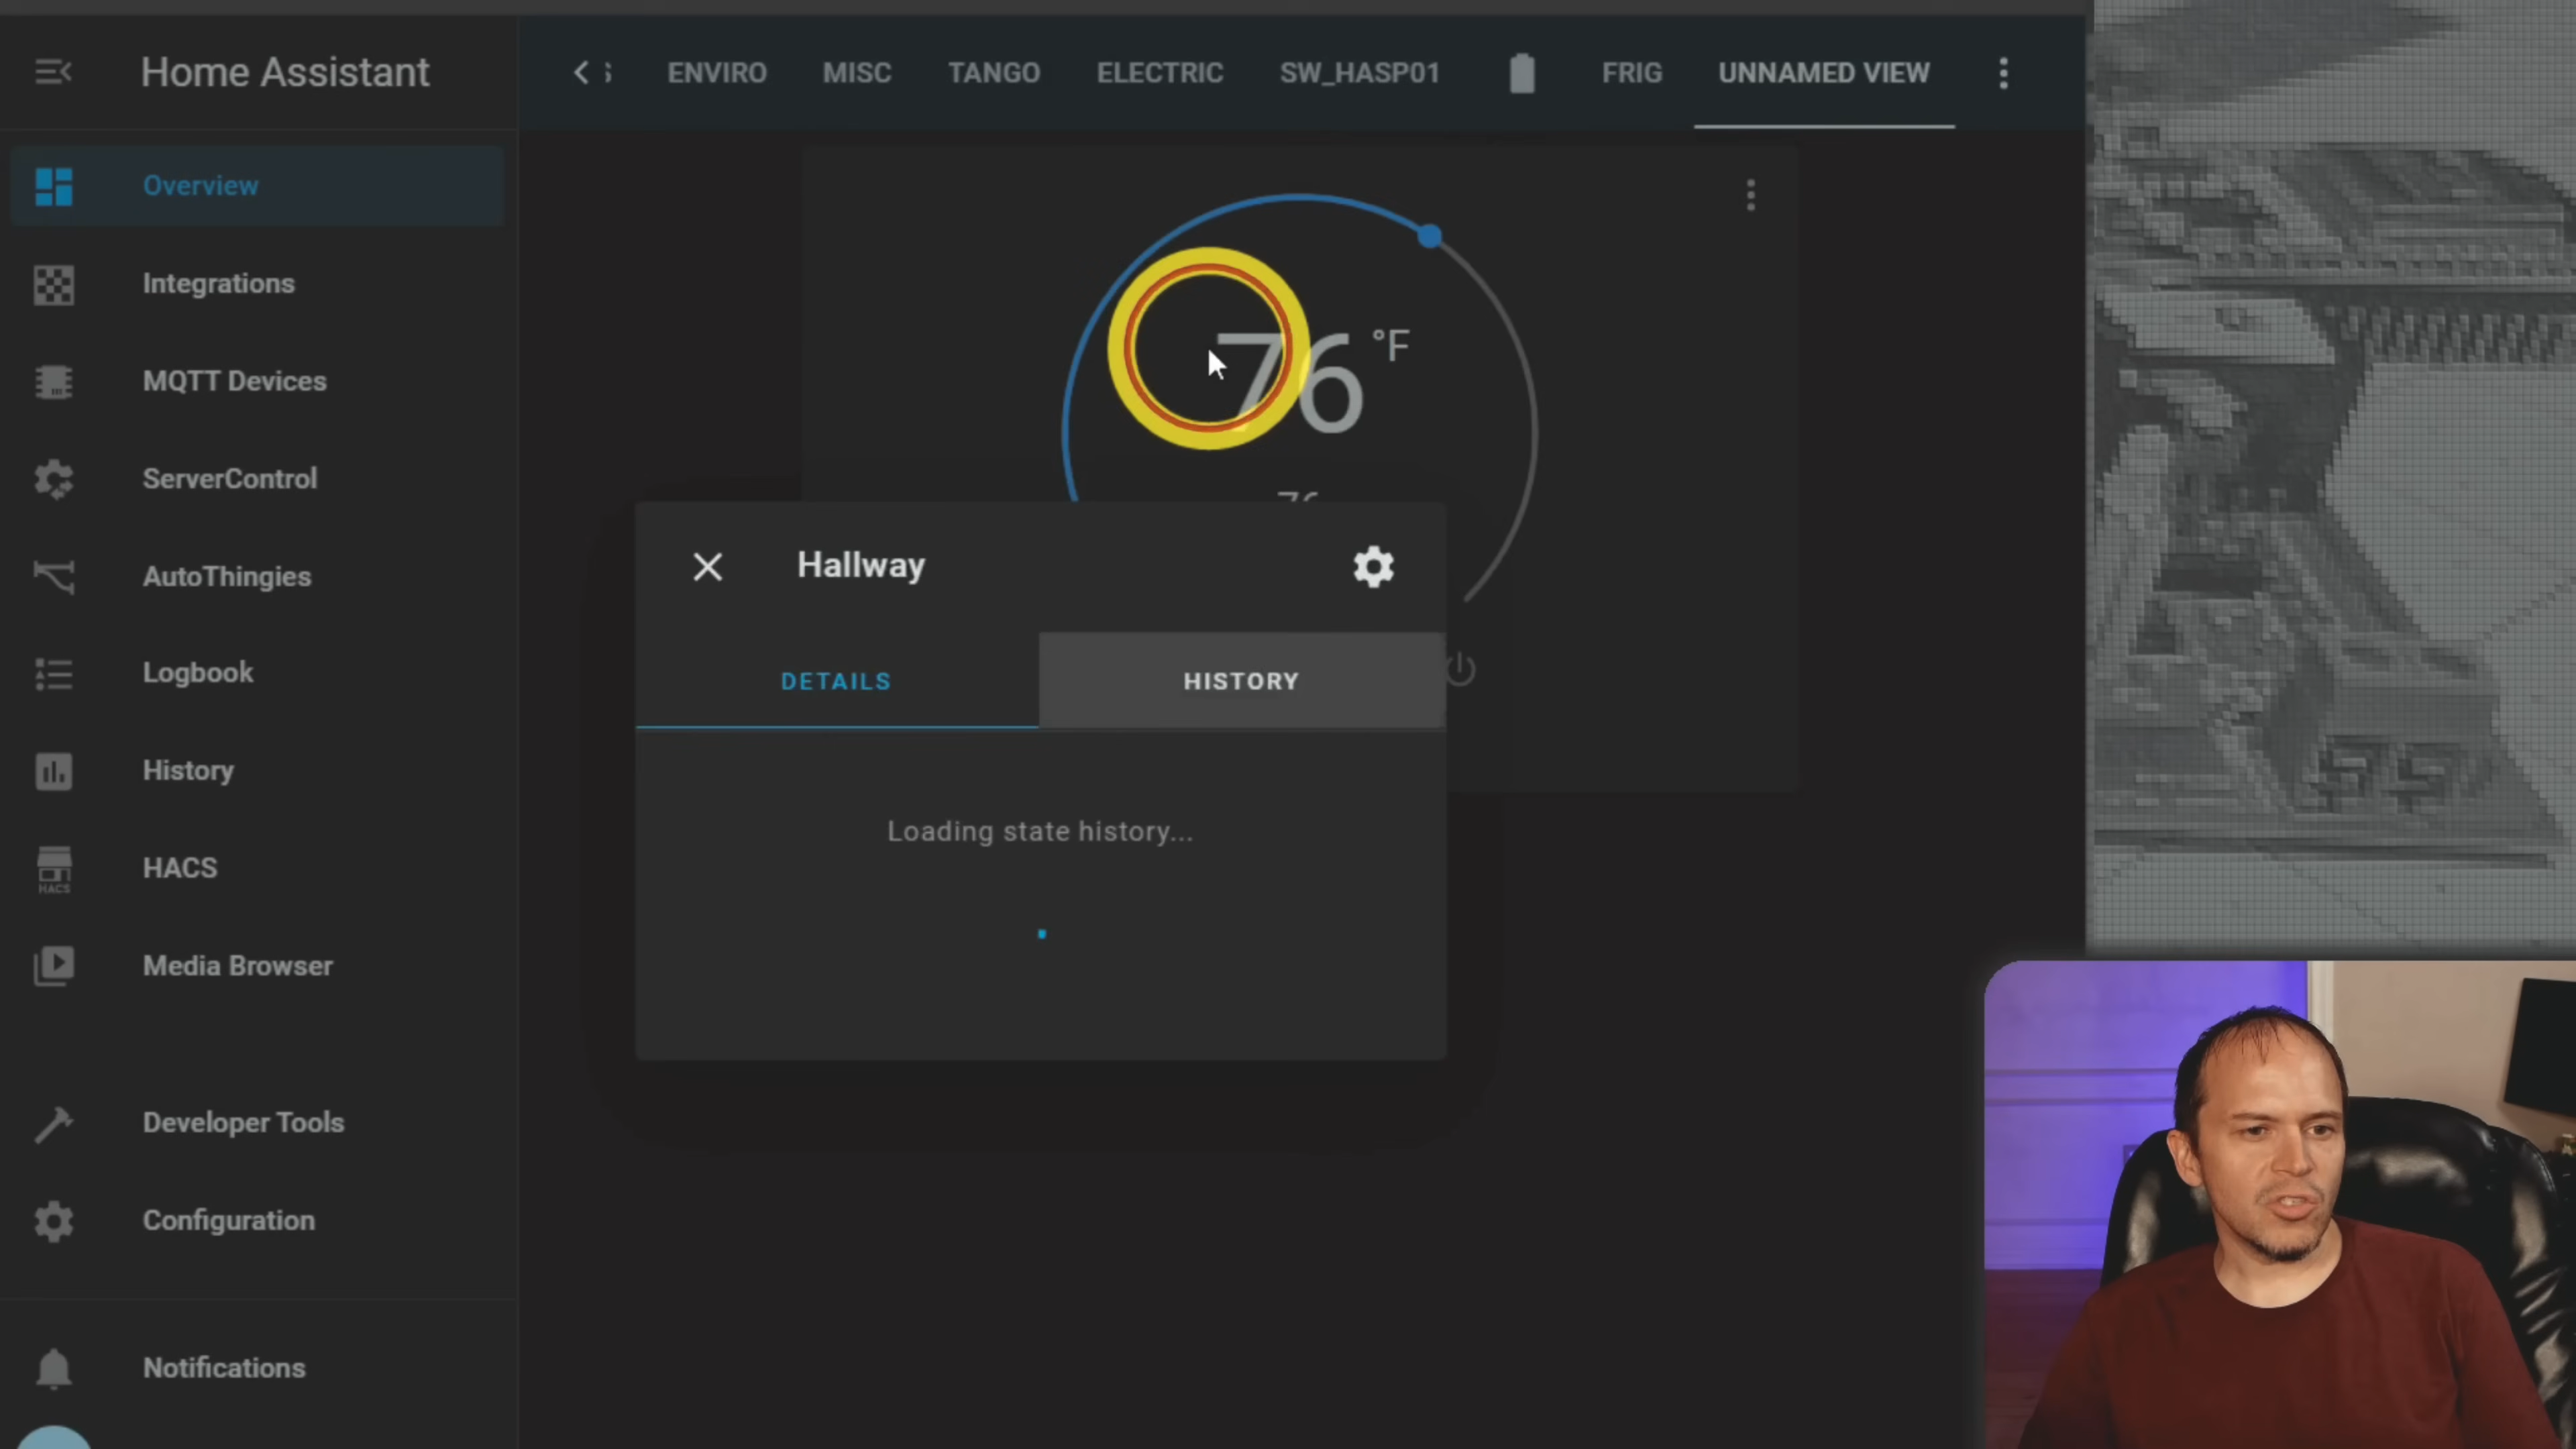 Home Assistant
ENVIRO MISC TANGO ELECTRIC SW_HASP01 FRIG UNNAMED VIEW
Overview
Integrations
MQTT Devices
ServerControl
AutoThingies
Logbook
History
HACS
HACS
Media Browser
Developer Tools
Configuration
Notifications
76 °F
Hallway
DETAILS HISTORY
Loading state history...